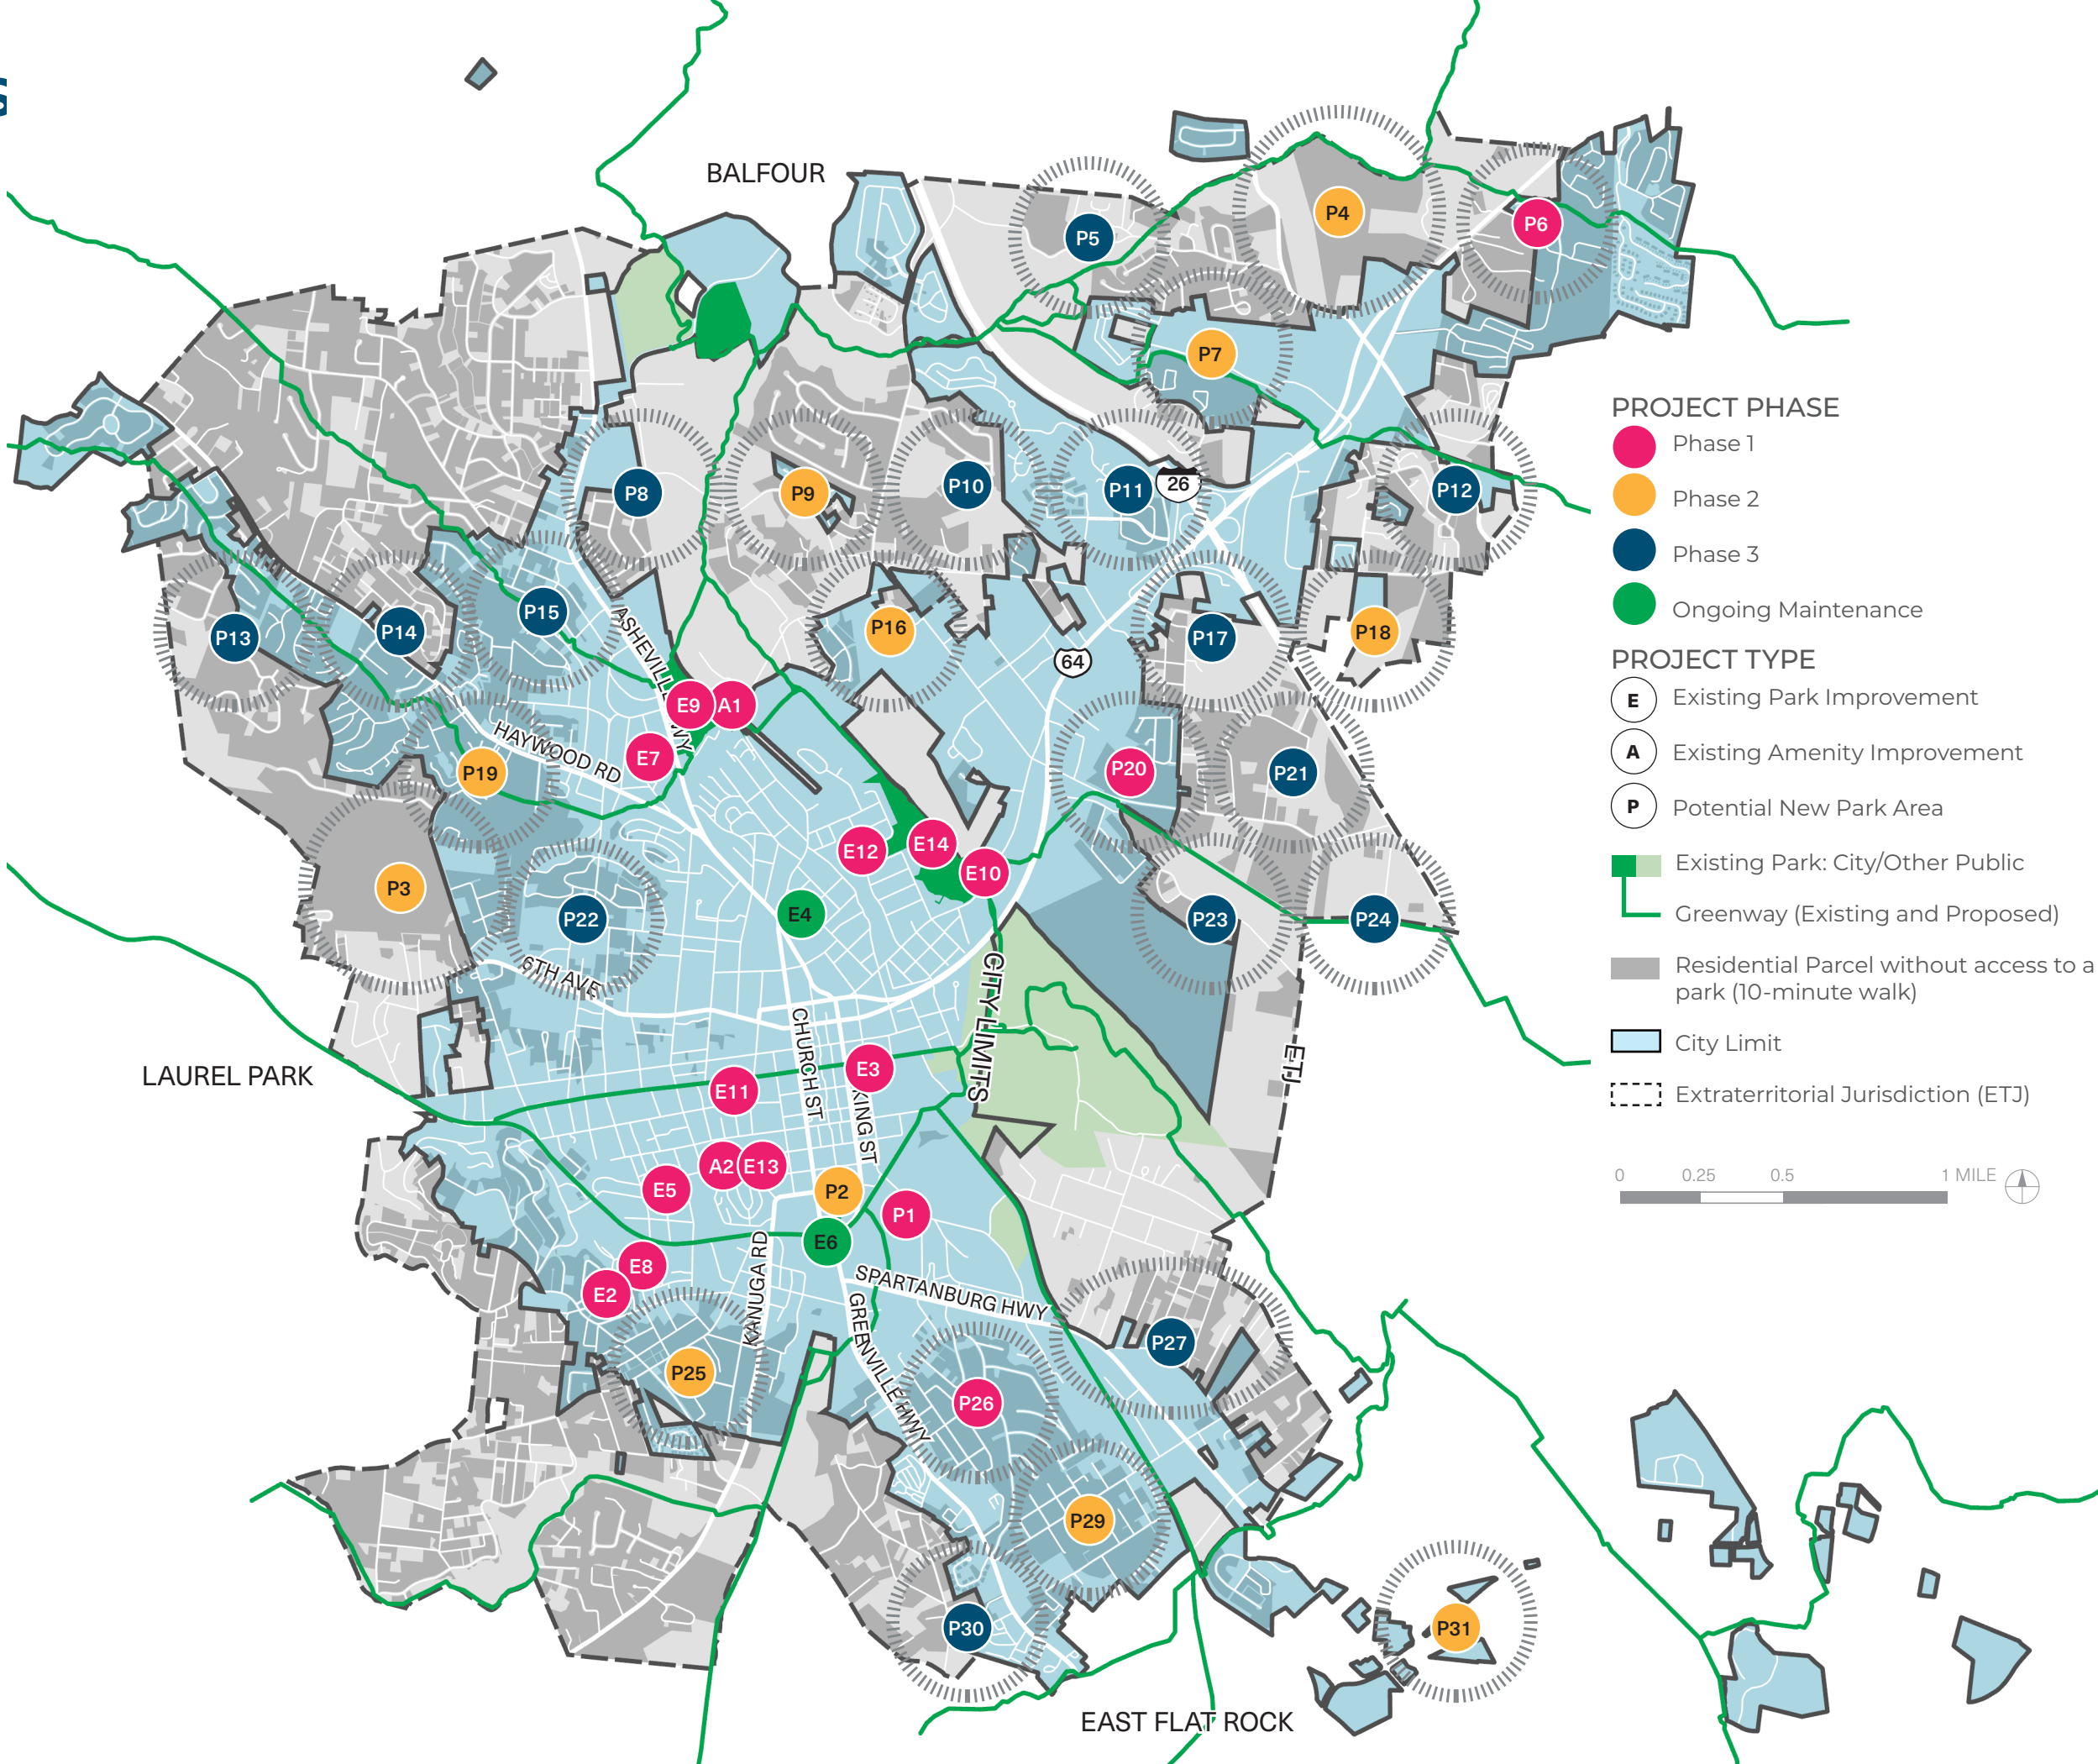 S
BALFOUR
P4
P6
P5
P7
PROJECT PHASE
Phase 1
Phase 2
Phase 3
Ongoing Maintenance
PROJECT TYPE
E Existing Park Improvement
A Existing Amenity Improvement
P Potential New Park Area
Existing Park: City/Other Public
Greenway (Existing and Proposed)
Residential Parcel without access to a
park (10-minute walk)
City Limit
Extraterritorial Jurisdiction (ETJ)
0 0.25 0.5 1 MILE
P8
P9
P10
P11
26
P12
P13
P14
P15
ASHEVILLE HWY
P16
P17
P18
64
E9
A1
E7
HAYWOOD RD
P19
P20
P21
E12
E14
E10
P3
P22
E4
P23
P24
6TH AVE
CITY LIMITS
CHURCH ST
KING ST
ETJ
LAUREL PARK
E11
E3
A2
E13
E5
P2
P1
E6
E8
E2
KANUGA RD
SPARTANBURG HWY
GREENVILLE HWY
P25
P27
P26
P29
P30
P31
EAST FLAT ROCK